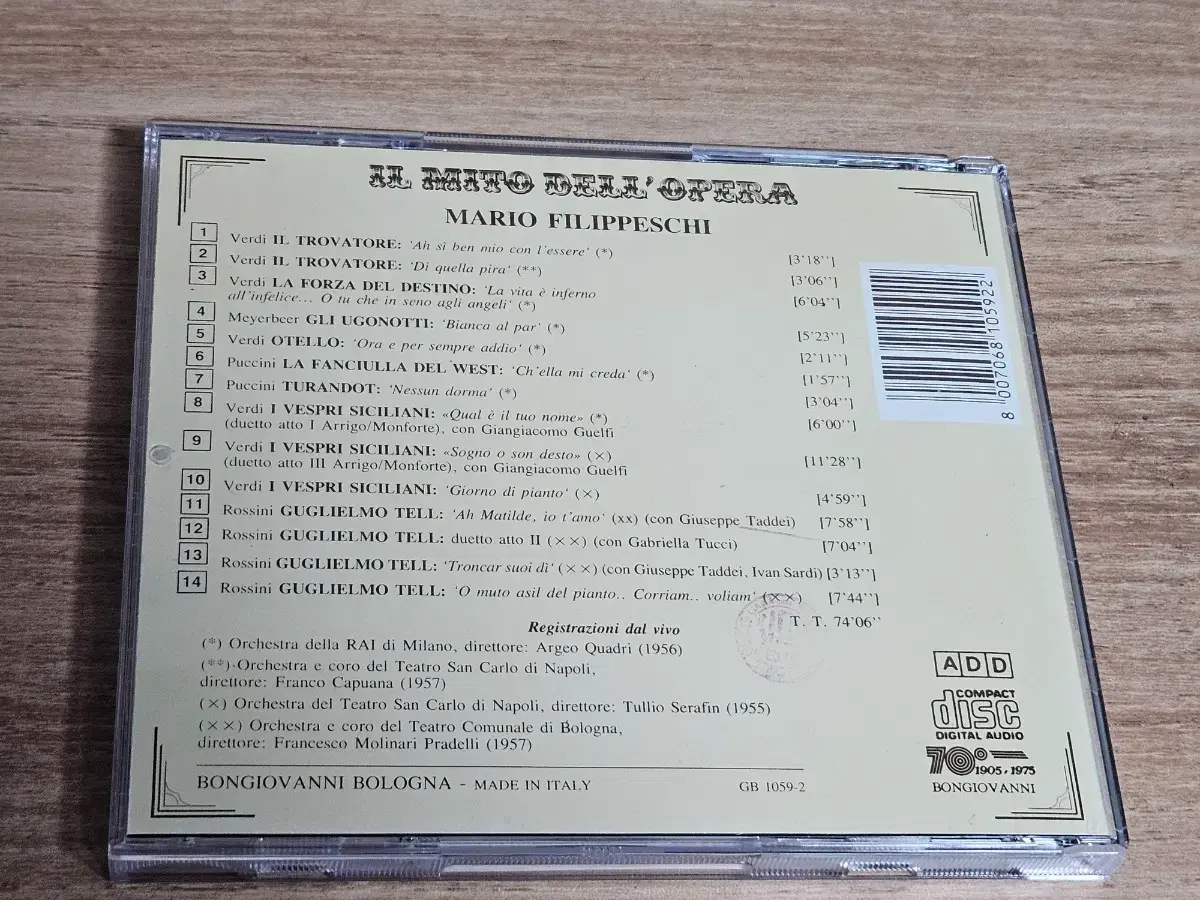 IL MITO DELL'OPERA
MARIO FILIPPESCHI
1 Verdi IL TROVATORE: 'Ah sì ben mio con l'essere' (*) [3'18'']
2 Verdi IL TROVATORE: 'Di quella pira' (**) [3'06'']
3 Verdi LA FORZA DEL DESTINO: 'La vita è inferno
all'infelice... O tu che in seno agli angeli' (*) [6'04'']
4 Meyerbeer GLI UGONOTTI: 'Bianca al par' (*) [5'23'']
5 Verdi OTELLO: 'Ora e per sempre addio' (*) [2'11'']
6 Puccini LA FANCIULLA DEL WEST: 'Ch'ella mi creda' (*) [1'57'']
7 Puccini TURANDOT: 'Nessun dorma' (*) [3'04'']
8 Verdi I VESPRI SICILIANI: «Qual è il tuo nome» (*) [6'00'']
(duetto atto I Arrigo/Monforte), con Giangiacomo Guelfi
9 Verdi I VESPRI SICILIANI: «Sogno o son desto» (×) [11'28'']
(duetto atto III Arrigo/Monforte), con Giangiacomo Guelfi
10 Verdi I VESPRI SICILIANI: 'Giorno di pianto' (×) [4'59'']
11 Rossini GUGLIELMO TELL: 'Ah Matilde, io t'amo' (xx) (con Giuseppe Taddei) [7'58'']
12 Rossini GUGLIELMO TELL: duetto atto II (××) (con Gabriella Tucci) [7'04'']
13 Rossini GUGLIELMO TELL: 'Troncar suoi dì' (××) (con Giuseppe Taddei, Ivan Sardi) [3'13'']
14 Rossini GUGLIELMO TELL: 'O muto asil del pianto.. Corriam.. voliam' (××) [7'44'']
T. T. 74'06''
Registrazioni dal vivo
(*) Orchestra della RAI di Milano, direttore: Argeo Quadri (1956)
(**) Orchestra e coro del Teatro San Carlo di Napoli,
direttore: Franco Capuana (1957)
(×) Orchestra del Teatro San Carlo di Napoli, direttore: Tullio Serafin (1955)
(××) Orchestra e coro del Teatro Comunale di Bologna,
direttore: Francesco Molinari Pradelli (1957)
BONGIOVANNI BOLOGNA - MADE IN ITALY GB 1059-2
8 007068 105922
ADD
COMPACT
disc
DIGITAL AUDIO
70° 1905-1975
BONGIOVANNI